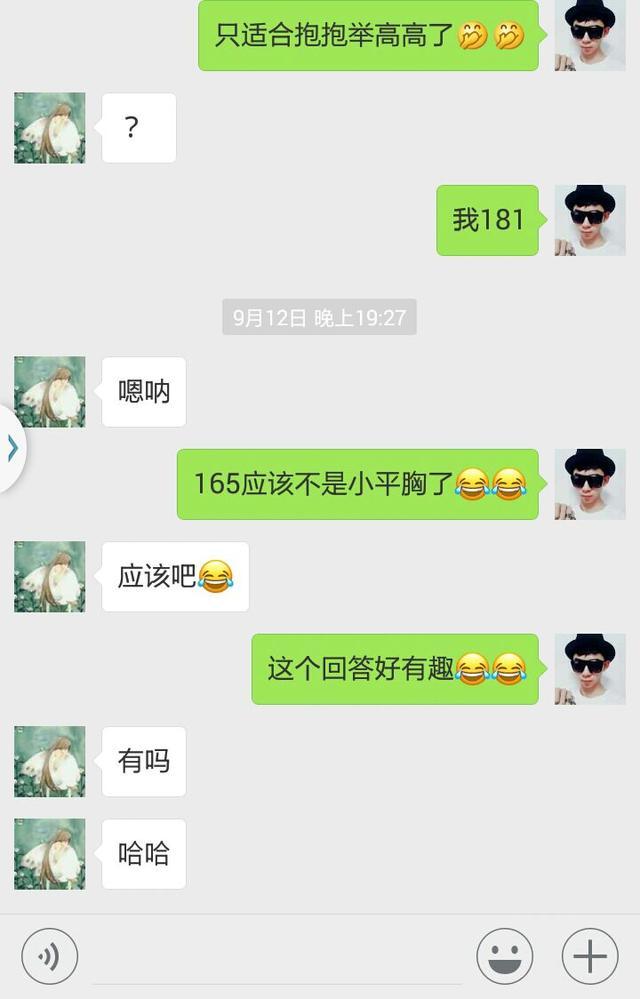 只适合抱抱举高高了🤭🤭
？
我181
9月12日 晚上19:27
嗯呐
165应该不是小平胸了😂😂
应该吧😂
这个回答好有趣😂😂
有吗
哈哈